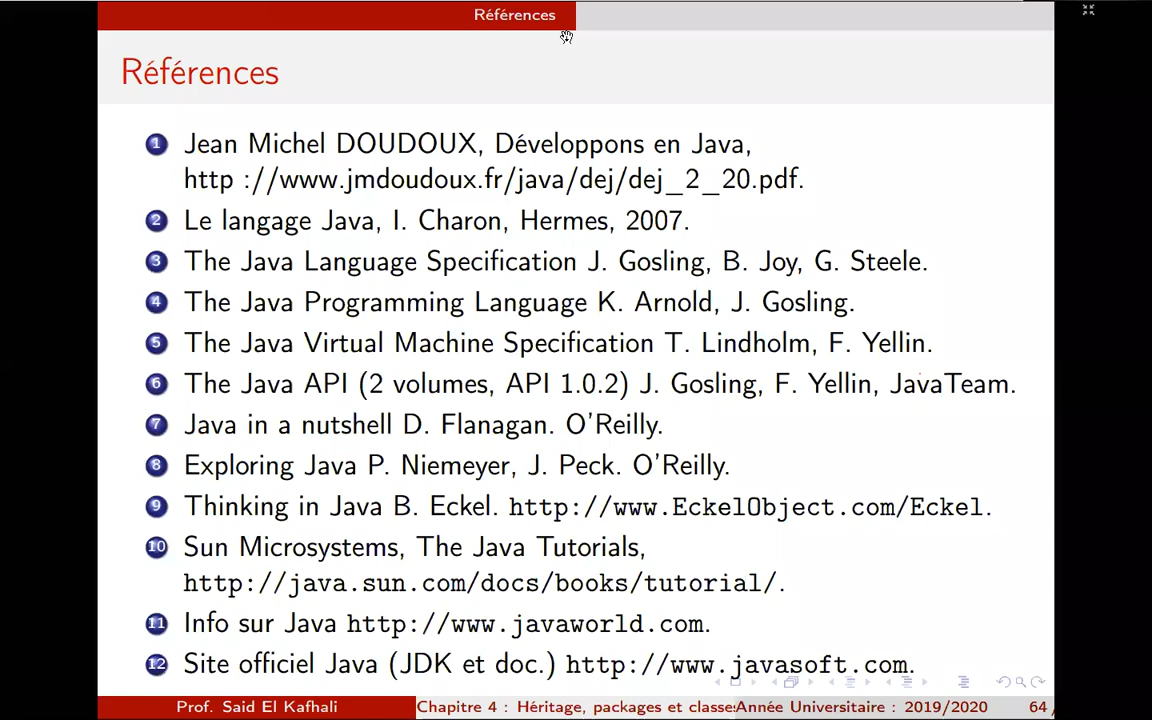 Références
Références
1 Jean Michel DOUDOUX, Développons en Java,
http ://www.jmdoudoux.fr/java/dej/dej_2_20.pdf.
2 Le langage Java, I. Charon, Hermes, 2007.
3 The Java Language Specification J. Gosling, B. Joy, G. Steele.
4 The Java Programming Language K. Arnold, J. Gosling.
5 The Java Virtual Machine Specification T. Lindholm, F. Yellin.
6 The Java API (2 volumes, API 1.0.2) J. Gosling, F. Yellin, JavaTeam.
7 Java in a nutshell D. Flanagan. O'Reilly.
8 Exploring Java P. Niemeyer, J. Peck. O'Reilly.
9 Thinking in Java B. Eckel. http://www.EckelObject.com/Eckel.
10 Sun Microsystems, The Java Tutorials,
http://java.sun.com/docs/books/tutorial/.
11 Info sur Java http://www.javaworld.com.
12 Site officiel Java (JDK et doc.) http://www.javasoft.com.
Prof. Said El Kafhali Chapitre 4 : Héritage, packages et classes Année Universitaire : 2019/2020 64 /